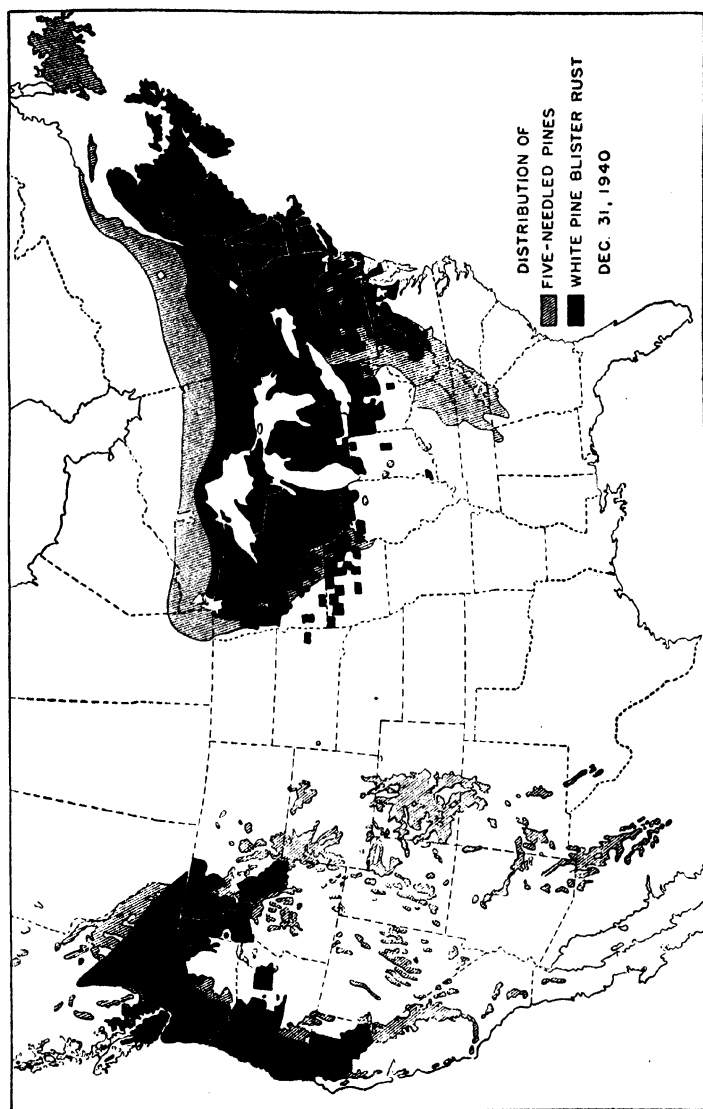 DISTRIBUTION OF
FIVE-NEEDLED PINES
WHITE PINE BLISTER RUST
DEC. 31, 1940